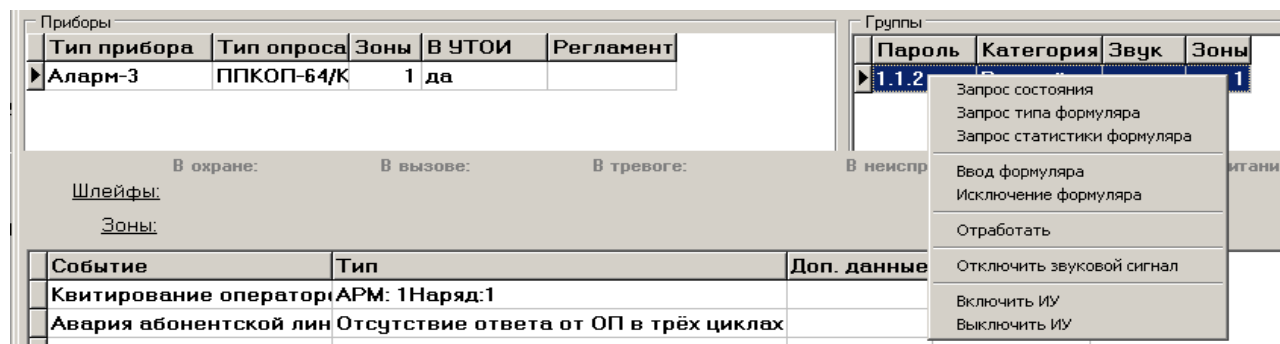 Приборы
Тип прибора Тип опроса Зоны В УТОИ Регламент
Аларм-3 ППКОП-64/К 1 да
Группы
Пароль Категория Звук Зоны
1.1.2 1
Запрос состояния
Запрос типа формуляра
Запрос статистики формуляра
Ввод формуляра
Исключение формуляра
Отработать
Отключить звуковой сигнал
Включить ИУ
Выключить ИУ
В охране: В вызове: В тревоге: В неиспр
Шлейфы:
Зоны:
Событие Тип Доп. данные
Квитирование оператор АРМ: 1Наряд:1
Авария абонентской лин Отсутствие ответа от ОП в трёх циклах